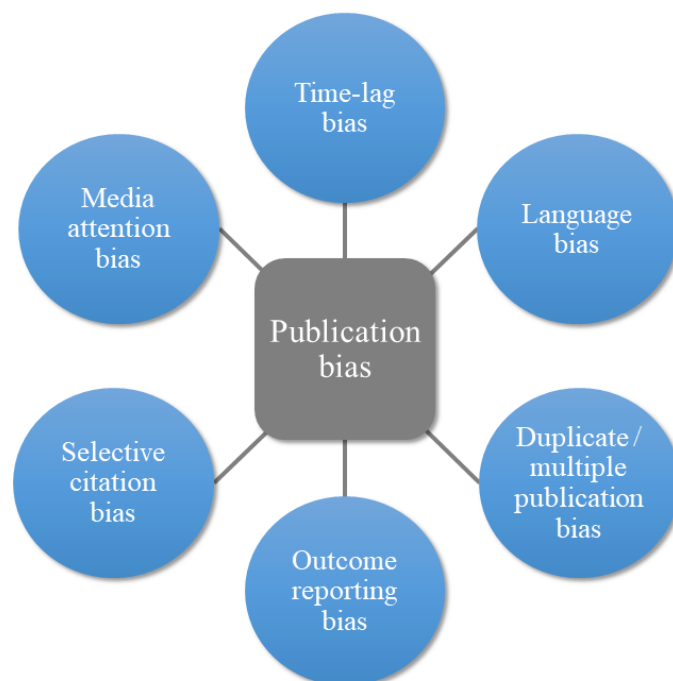 Time-lag
bias
Media
attention
bias
Language
bias
Publication
bias
Selective
citation
bias
Duplicate /
multiple
publication
bias
Outcome
reporting
bias